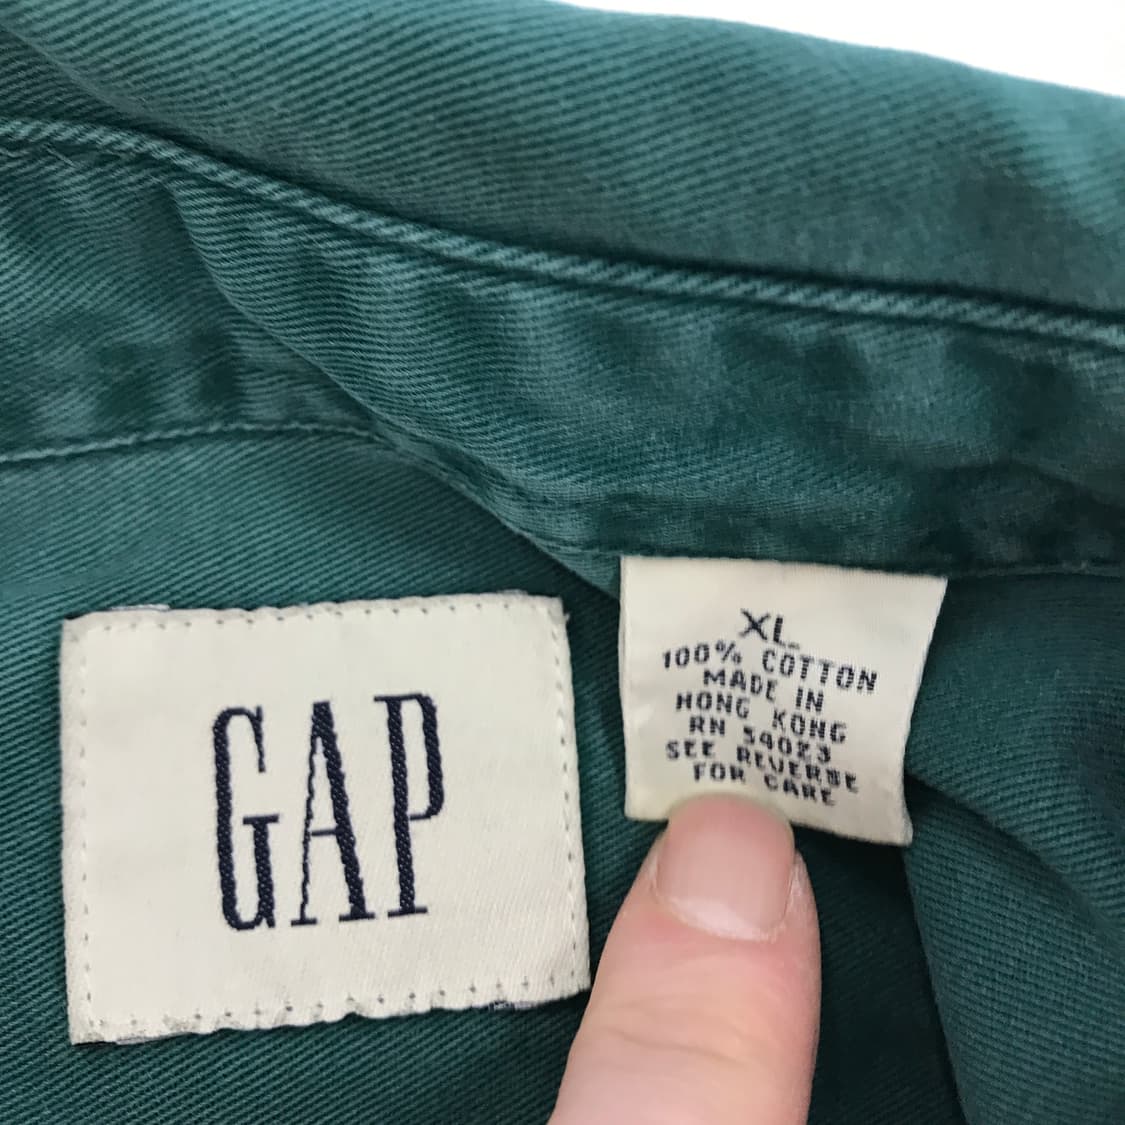 GAP
XL
100% COTTON
MADE IN
HONG KONG
RN 54023
SEE REVERSE
FOR CARE